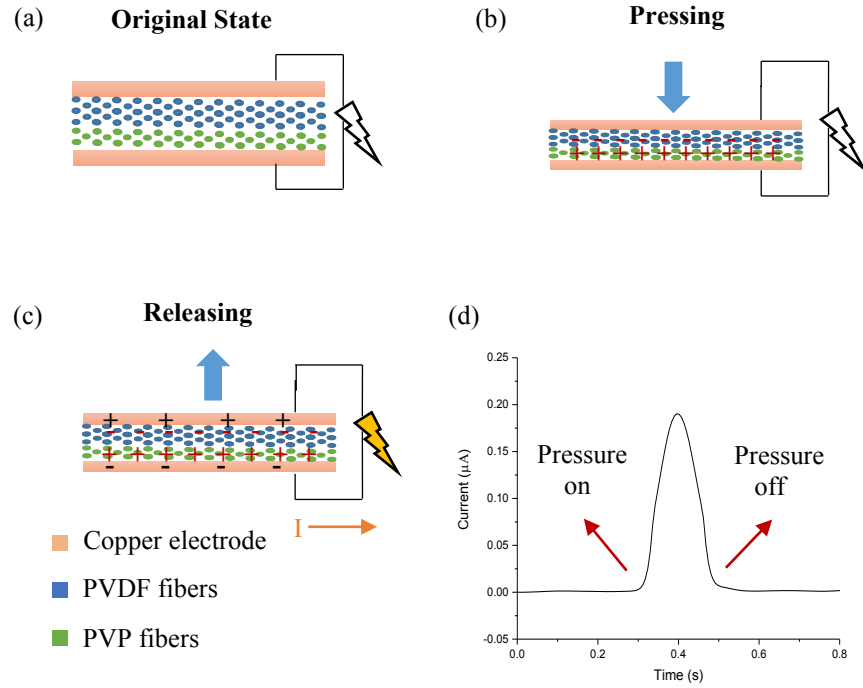 (a)
Original State
(b)
Pressing
- - - - - - - -
+ + + + + + + + + +
(c)
Releasing
+ + + +
- - - - - - - -
+ + + + + + + +
- - - -
I
Copper electrode
PVDF fibers
PVP fibers
(d)
0.25
0.20
0.15
0.10
0.05
0.00
-0.05
Current (μA)
Pressure
on
Pressure
off
0.0 0.2 0.4 0.6 0.8
Time (s)